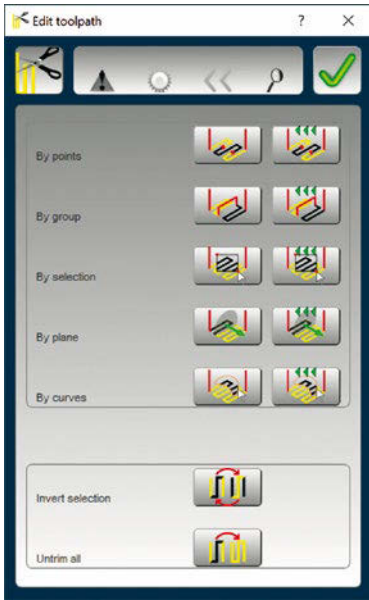 Edit toolpath
By points
By group
By selection
By plane
By curves
Invert selection
Untrim all